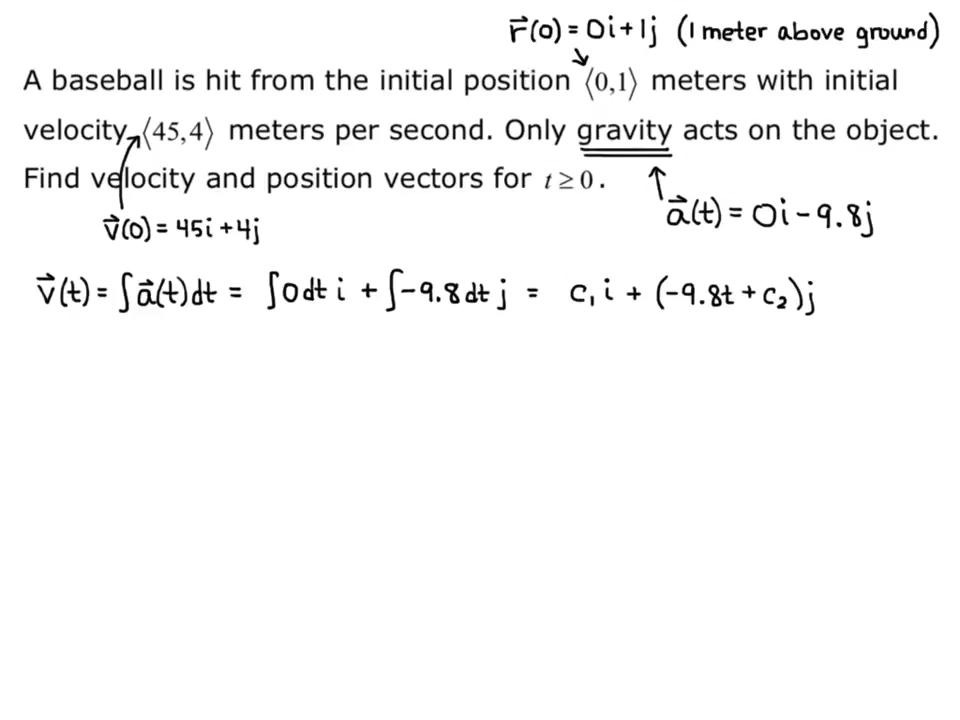 r⃗(0) = 0i + 1j (1 meter above ground)
A baseball is hit from the initial position ⟨0,1⟩ meters with initial
velocity ⟨45,4⟩ meters per second. Only gravity acts on the object.
Find velocity and position vectors for t ≥ 0.
a⃗(t) = 0i - 9.8j
v⃗(0) = 45i + 4j
v⃗(t) = ∫a⃗(t)dt = ∫0dt i + ∫-9.8dt j = c₁i + (-9.8t + c₂)j